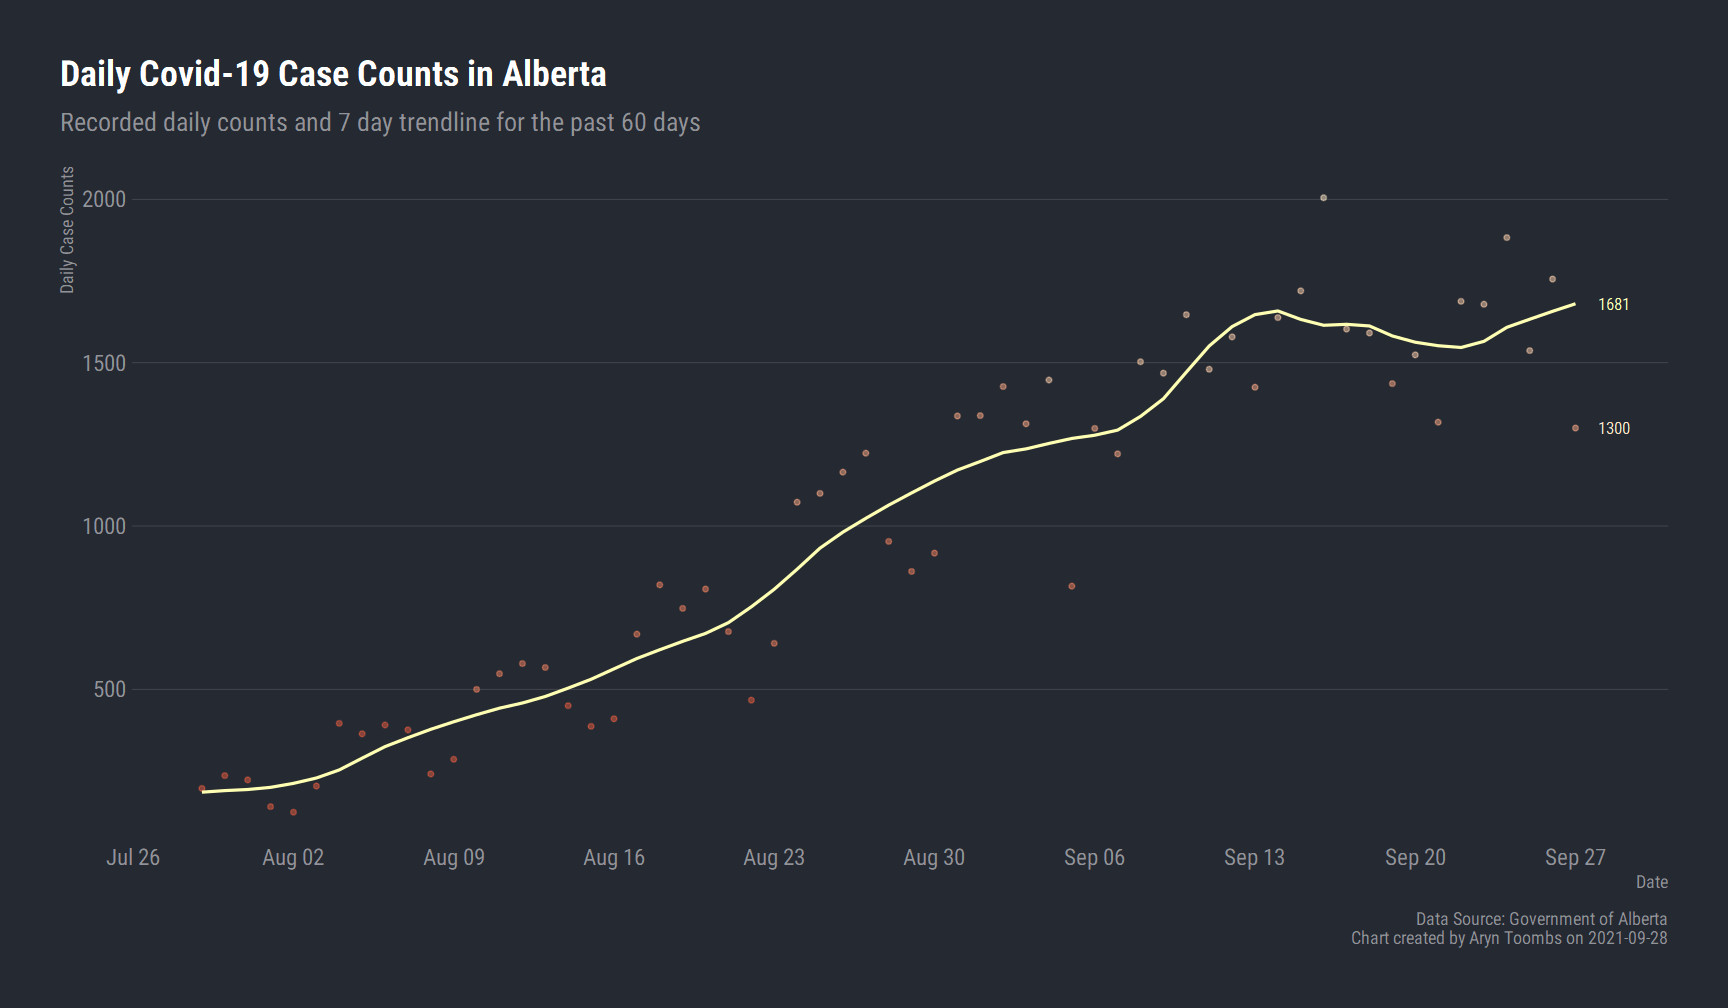 Daily Covid-19 Case Counts in Alberta
Recorded daily counts and 7 day trendline for the past 60 days
Daily Case Counts
2000
1500
1000
500
1681
1300
Jul 26
Aug 02
Aug 09
Aug 16
Aug 23
Aug 30
Sep 06
Sep 13
Sep 20
Sep 27
Date
Data Source: Government of Alberta
Chart created by Aryn Toombs on 2021-09-28